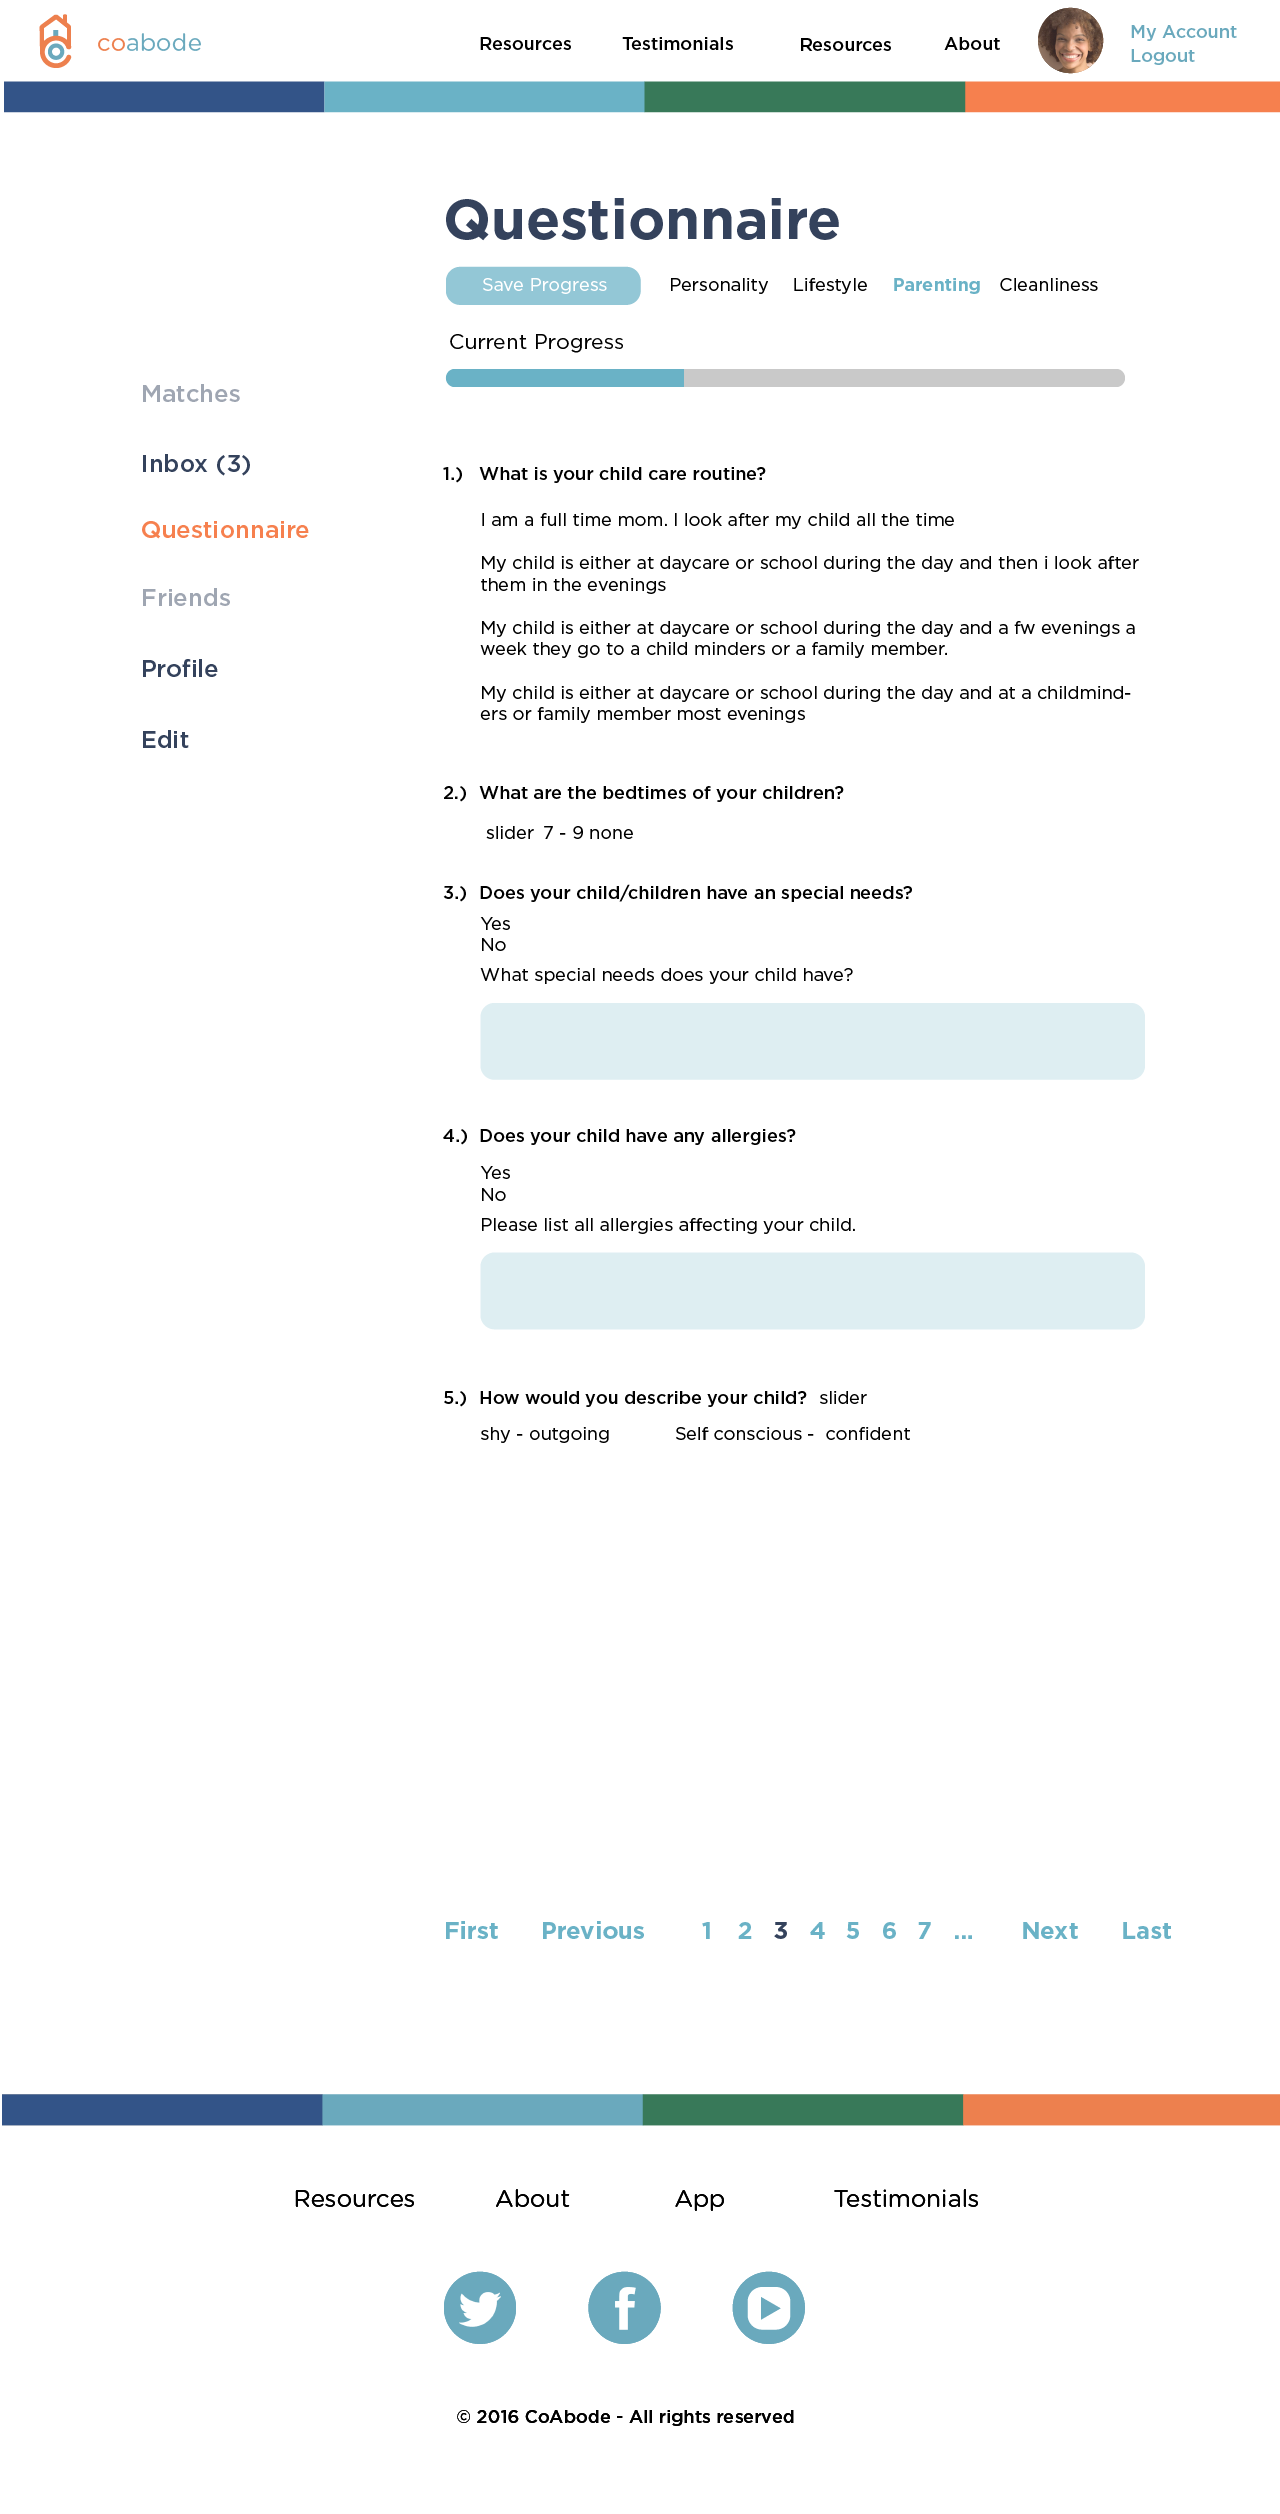 coabode
Resources Testimonials Resources About
My Account
Logout
Questionnaire
Save Progress Personality Lifestyle Parenting Cleanliness
Current Progress
Matches
Inbox (3)
Questionnaire
Friends
Profile
Edit
1.) What is your child care routine?
I am a full time mom. I look after my child all the time
My child is either at daycare or school during the day and then i look after
them in the evenings
My child is either at daycare or school during the day and a fw evenings a
week they go to a child minders or a family member.
My child is either at daycare or school during the day and at a childmind-
ers or family member most evenings
2.) What are the bedtimes of your children?
slider 7 - 9 none
3.) Does your child/children have an special needs?
Yes
No
What special needs does your child have?
4.) Does your child have any allergies?
Yes
No
Please list all allergies affecting your child.
5.) How would you describe your child? slider
shy - outgoing Self conscious - confident
First Previous 1 2 3 4 5 6 7 ... Next Last
Resources About App Testimonials
© 2016 CoAbode - All rights reserved